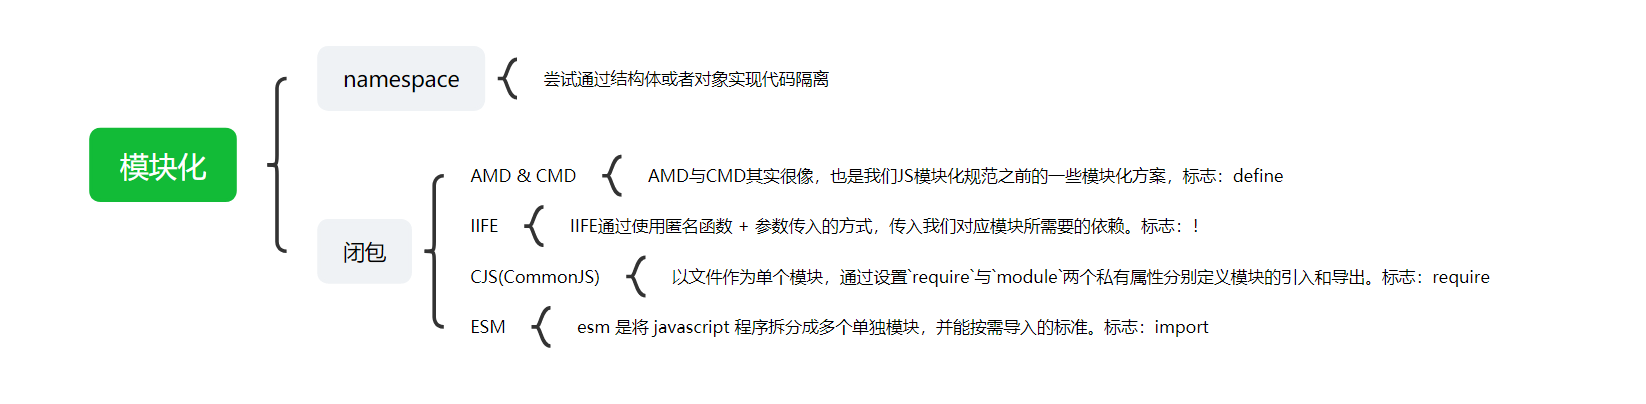 模块化
namespace
尝试通过结构体或者对象实现代码隔离
闭包
AMD & CMD
AMD与CMD其实很像，也是我们JS模块化规范之前的一些模块化方案，标志：define
IIFE
IIFE通过使用匿名函数 + 参数传入的方式，传入我们对应模块所需要的依赖。标志：!
CJS(CommonJS)
以文件作为单个模块，通过设置`require`与`module`两个私有属性分别定义模块的引入和导出。标志：require
ESM
esm 是将 javascript 程序拆分成多个单独模块，并能按需导入的标准。标志：import